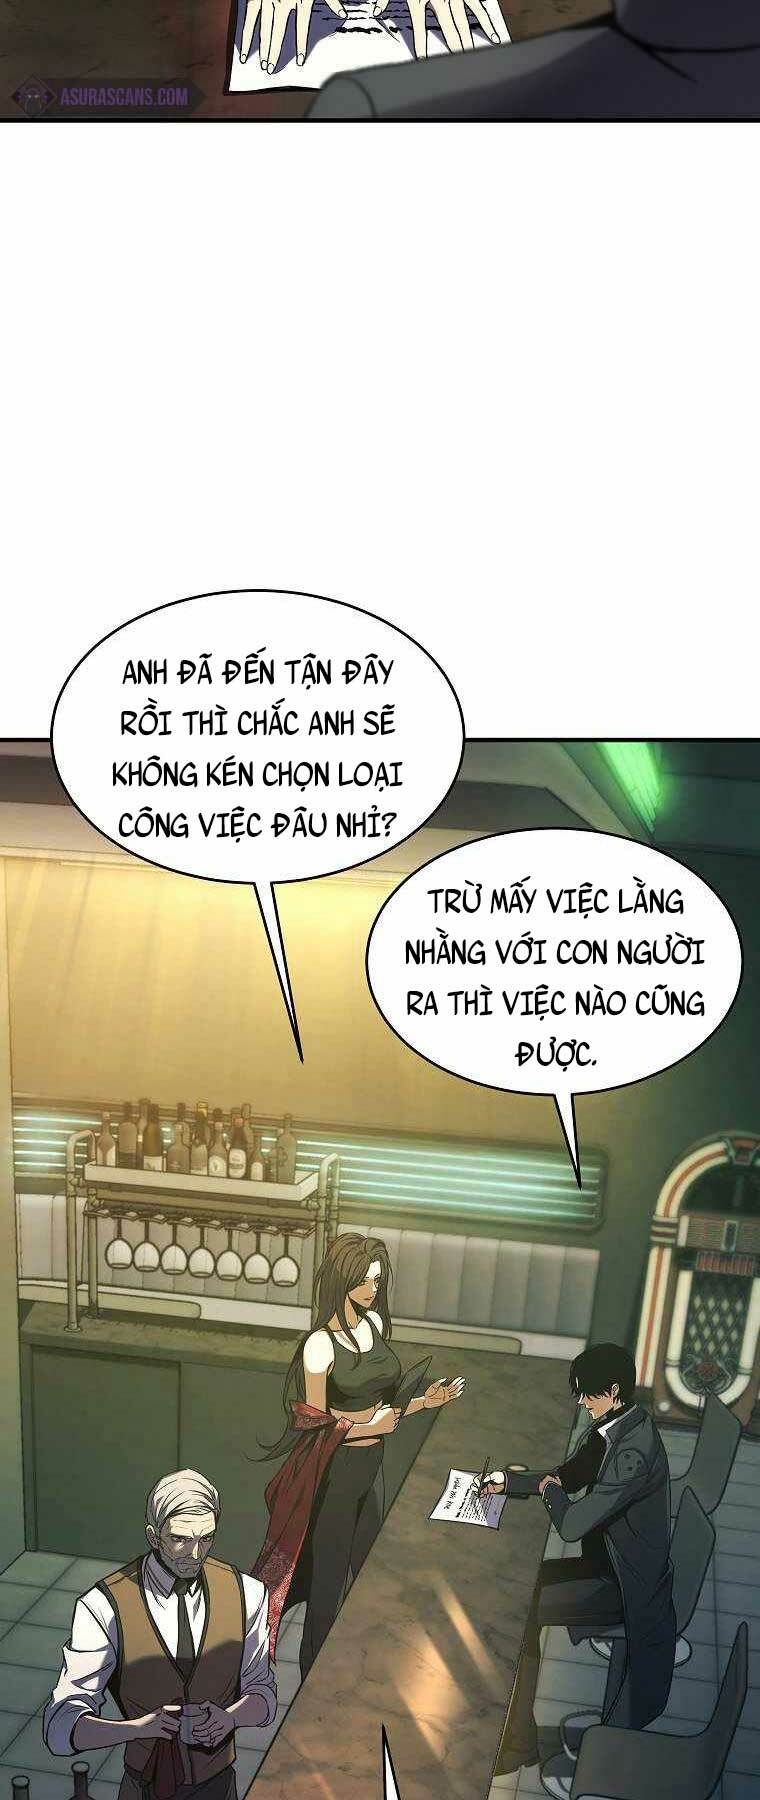 ASURASCANS.COM
ANH ĐÃ ĐẾN TẬN ĐÂY
RỒI THÌ CHẮC ANH SẼ
KHÔNG KÉN CHỌN LOẠI
CÔNG VIỆC ĐÂU NHỈ?
TRỪ MẤY VIỆC LẰNG
NHẰNG VỚI CON NGƯỜI
RA THÌ VIỆC NÀO CŨNG
ĐƯỢC.